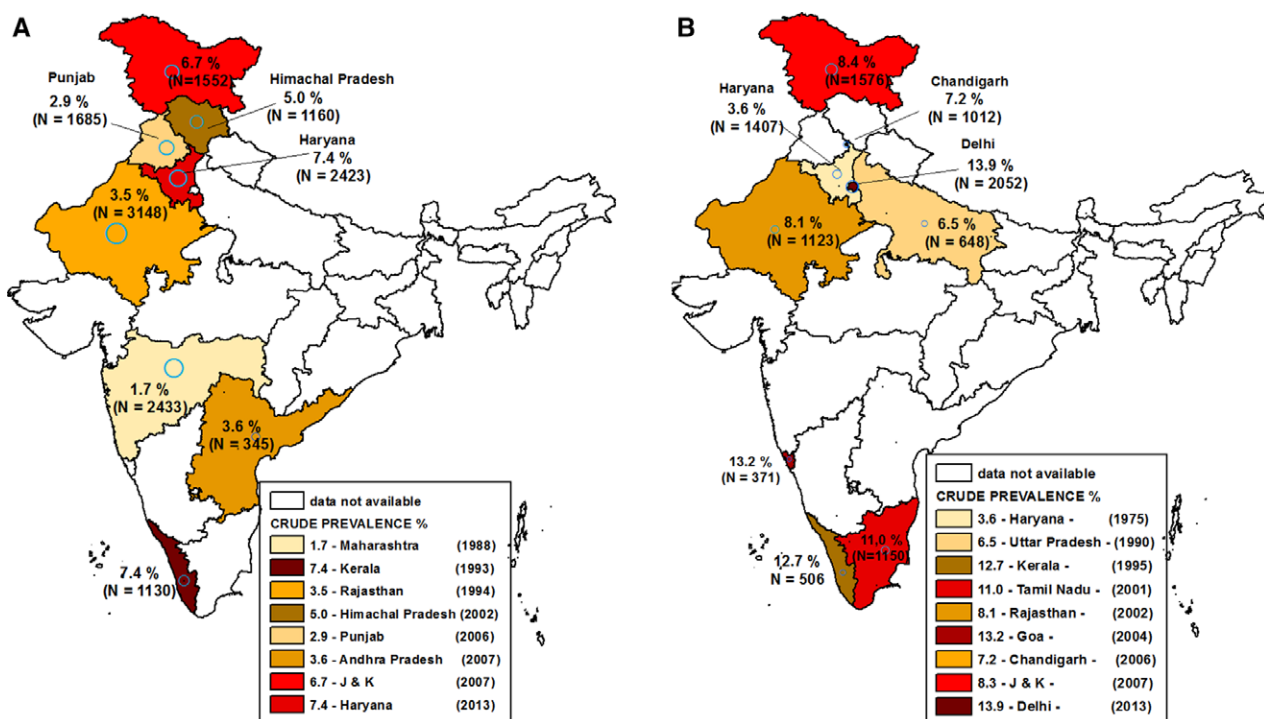 A
6.7 %
(N=1552)
Punjab
2.9 %
(N = 1685)
Himachal Pradesh
5.0 %
(N = 1160)
Haryana
7.4 %
(N = 2423)
3.5 %
(N = 3148)
1.7 %
(N = 2433)
3.6 %
(N = 345)
7.4 %
(N = 1130)
data not available
CRUDE PREVALENCE %
1.7 - Maharashtra (1988)
7.4 - Kerala (1993)
3.5 - Rajasthan (1994)
5.0 - Himachal Pradesh (2002)
2.9 - Punjab (2006)
3.6 - Andhra Pradesh (2007)
6.7 - J & K (2007)
7.4 - Haryana (2013)
B
8.4 %
(N=1576)
Haryana
3.6 %
(N = 1407)
Chandigarh
7.2 %
(N = 1012)
Delhi
13.9 %
(N = 2052)
8.1 %
(N = 1123)
6.5 %
(N = 648)
13.2 %
(N = 371)
11,0 %
(N=1150)
12.7 %
N = 506
data not available
CRUDE PREVALENCE %
3.6 - Haryana - (1975)
6.5 - Uttar Pradesh - (1990)
12.7 - Kerala - (1995)
11.0 - Tamil Nadu - (2001)
8.1 - Rajasthan - (2002)
13.2 - Goa - (2004)
7.2 - Chandigarh - (2006)
8.3 - J & K - (2007)
13.9 - Delhi - (2013)